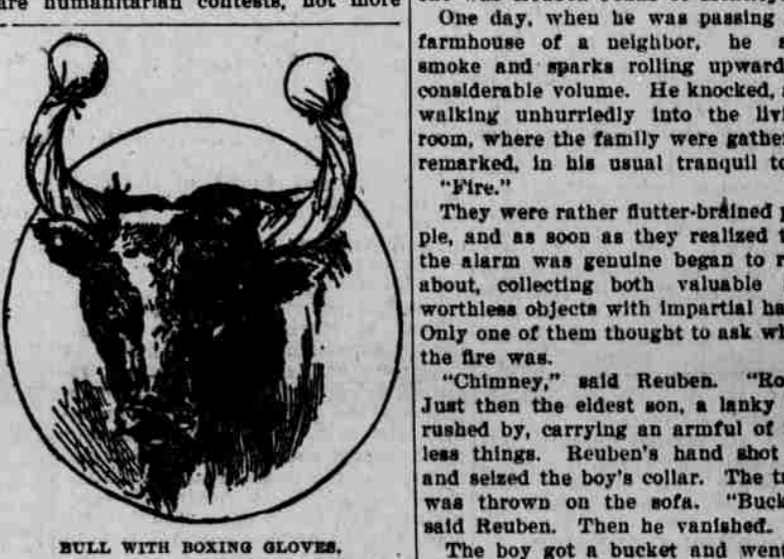 are humanitarian contests, not more
BULL WITH BOXING GLOVES.
One day, when he was passing
farmhouse of a neighbor, he
smoke and sparks rolling upward
considerable volume. He knocked,
walking unhurriedly into the
room, where the family were
remarked, in his usual tranquil
"Fire."
They were rather flutter-brained
ple, and as soon as they realized
the alarm was genuine began to
about, collecting both valuable
worthless objects with impartial
Only one of them thought to ask
the fire was.
"Chimney," said Reuben.
Just then the eldest son, a lanky
rushed by, carrying an armful of
less things. Reuben's hand shot
and seized the boy's collar. The
was thrown on the sofa.
said Reuben. Then he vanished.
The boy got a bucket and